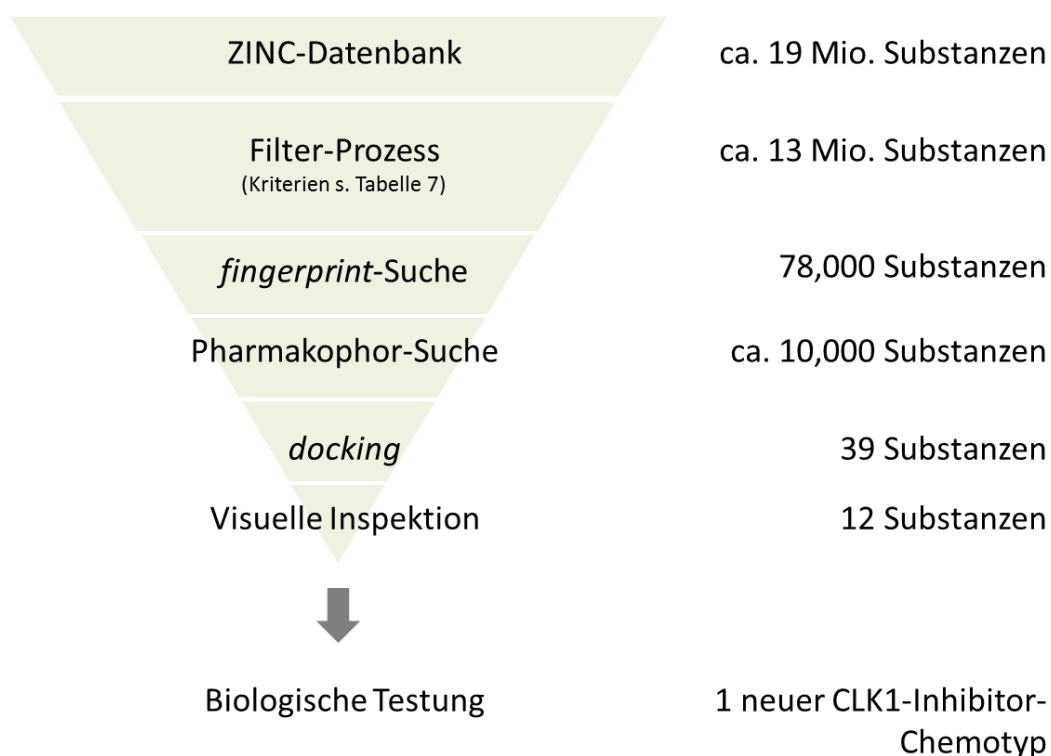 ZINC-Datenbank ca. 19 Mio. Substanzen
Filter-Prozess ca. 13 Mio. Substanzen
(Kriterien s. Tabelle 7)
fingerprint-Suche 78,000 Substanzen
Pharmakophor-Suche ca. 10,000 Substanzen
docking 39 Substanzen
Visuelle Inspektion 12 Substanzen
Biologische Testung 1 neuer CLK1-Inhibitor-
Chemotyp